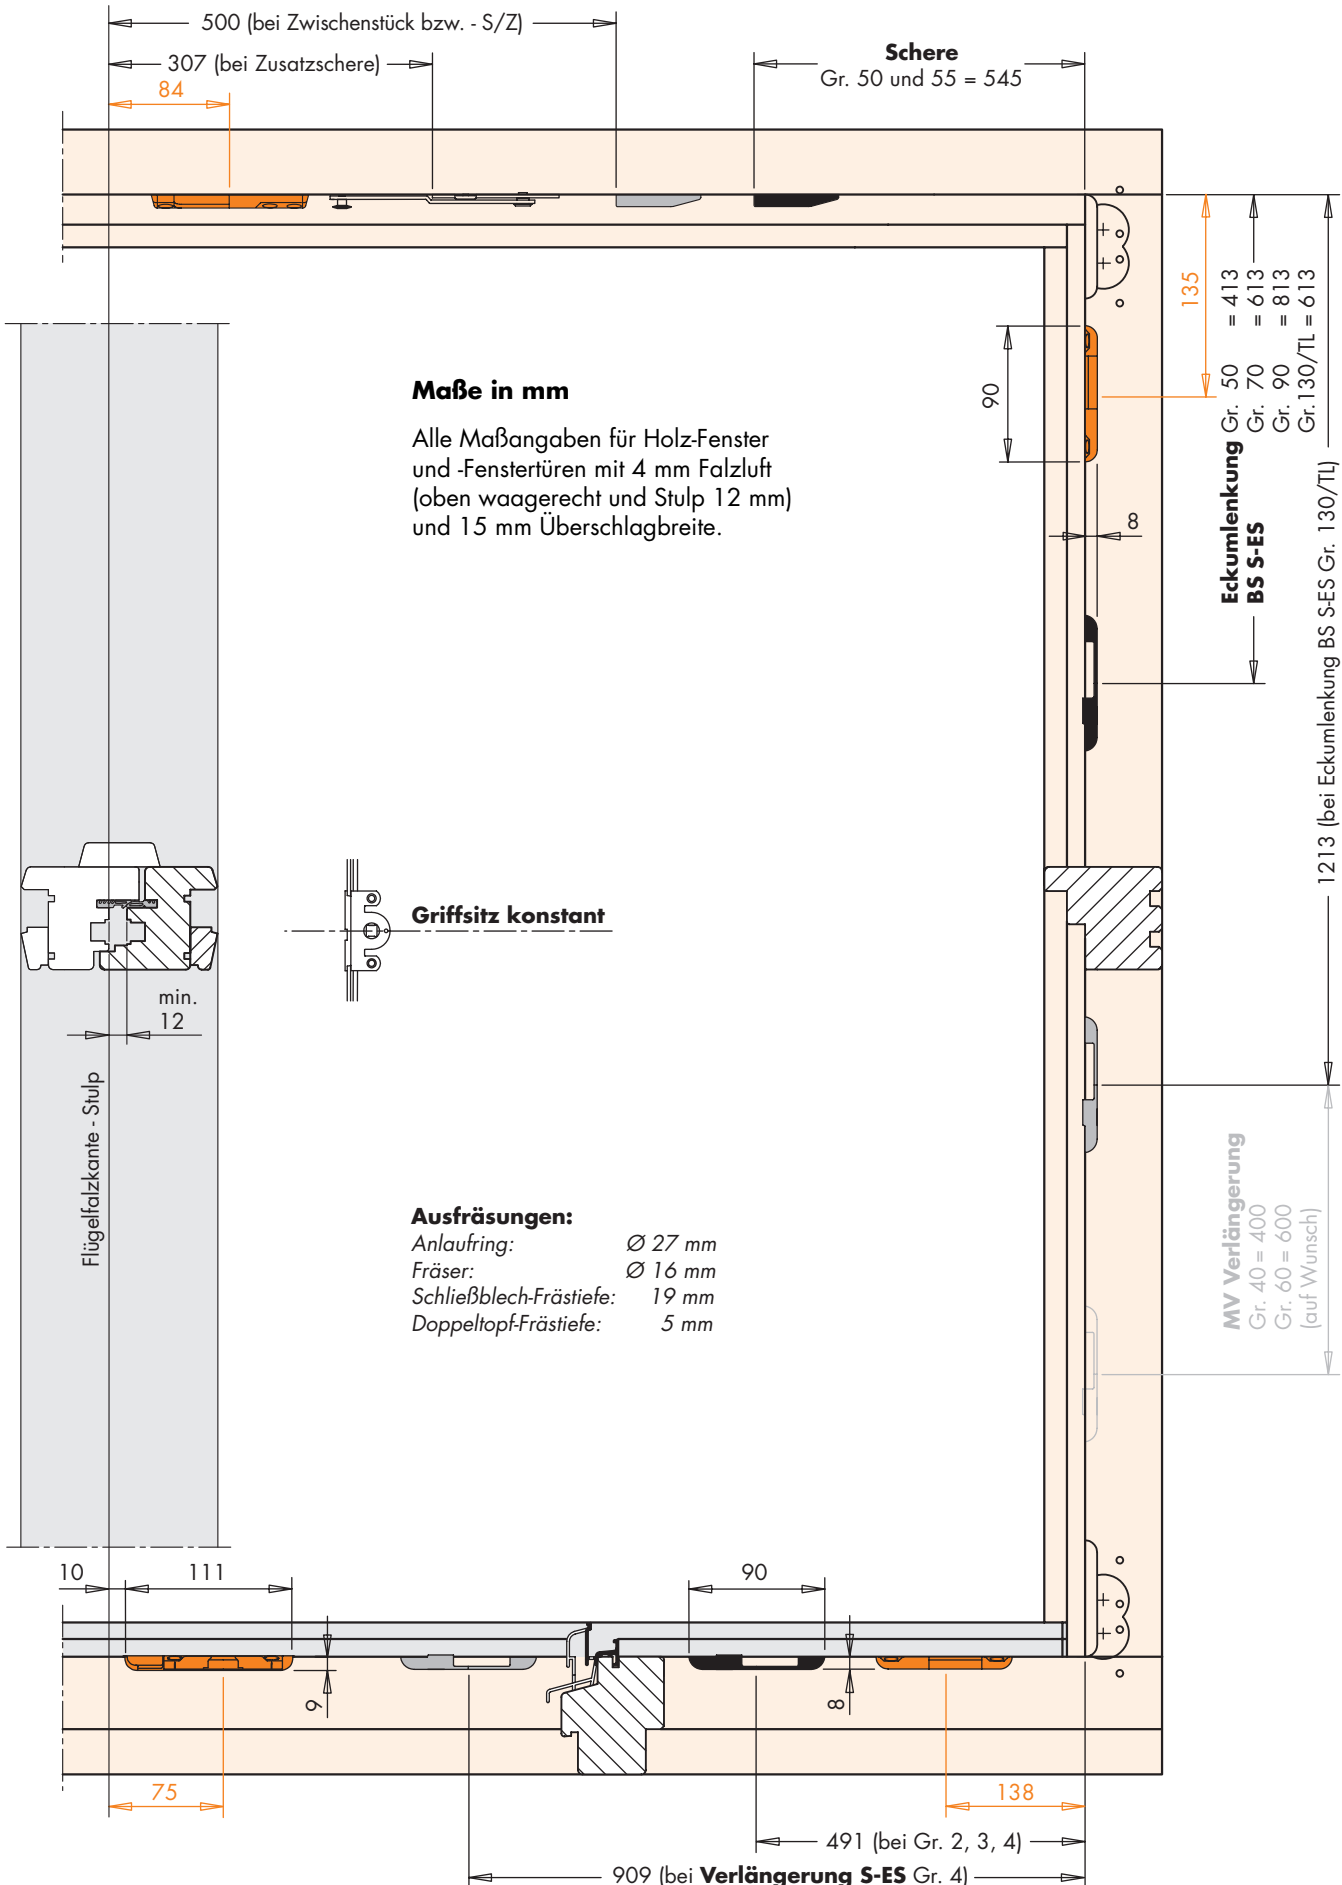 500 (bei Zwischenstück bzw. - S/Z)
307 (bei Zusatzschere)
84
Schere
Gr. 50 und 55 = 545
135
Eckumlenkung
BS S-ES
Gr. 50 = 413
Gr. 70 = 613
Gr. 90 = 813
Gr.130/TL = 613
1213 (bei Eckumlenkung BS S-ES Gr. 130/TL)
90
8
Maße in mm
Alle Maßangaben für Holz-Fenster
und -Fenstertüren mit 4 mm Falzluft
(oben waagerecht und Stulp 12 mm)
und 15 mm Überschlagbreite.
Griffsitz konstant
min.
12
Flügelfalzkante - Stulp
Ausfräsungen:
Anlaufring: Ø 27 mm
Fräser: Ø 16 mm
Schließblech-Frästiefe: 19 mm
Doppeltopf-Frästiefe: 5 mm
MV Verlängerung
Gr. 40 = 400
Gr. 60 = 600
(auf Wunsch)
10
111
90
9
8
75
138
491 (bei Gr. 2, 3, 4)
909 (bei Verlängerung S-ES Gr. 4)